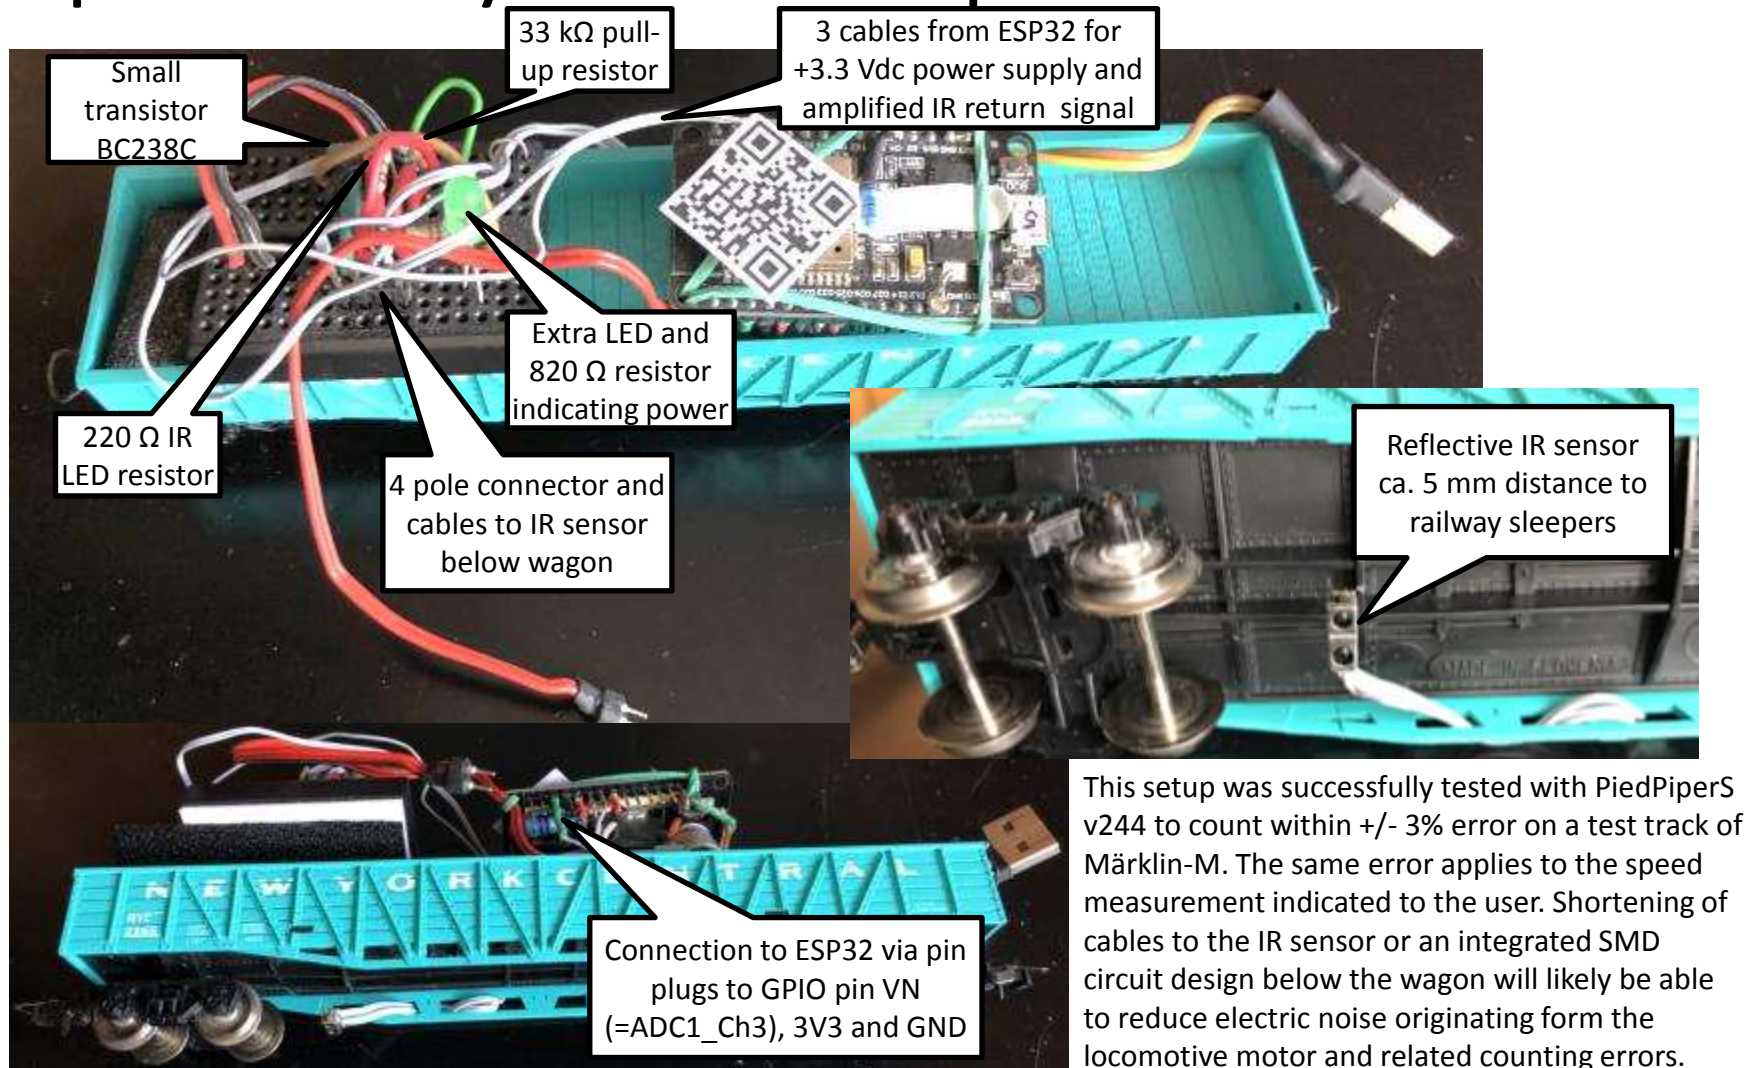 33 kΩ pull-
up resistor
3 cables from ESP32 for
+3.3 Vdc power supply and
amplified IR return  signal
Small
transistor
BC238C
Extra LED and
820 Ω resistor
indicating power
220 Ω IR
LED resistor
4 pole connector and
cables to IR sensor
below wagon
Reflective IR sensor
ca. 5 mm distance to
railway sleepers
NEW YORK CENTRAL
Connection to ESP32 via pin
plugs to GPIO pin VN
(=ADC1_Ch3), 3V3 and GND
This setup was successfully tested with PiedPiperS
v244 to count within +/- 3% error on a test track of
Märklin-M. The same error applies to the speed
measurement indicated to the user. Shortening of
cables to the IR sensor or an integrated SMD
circuit design below the wagon will likely be able
to reduce electric noise originating form the
locomotive motor and related counting errors.